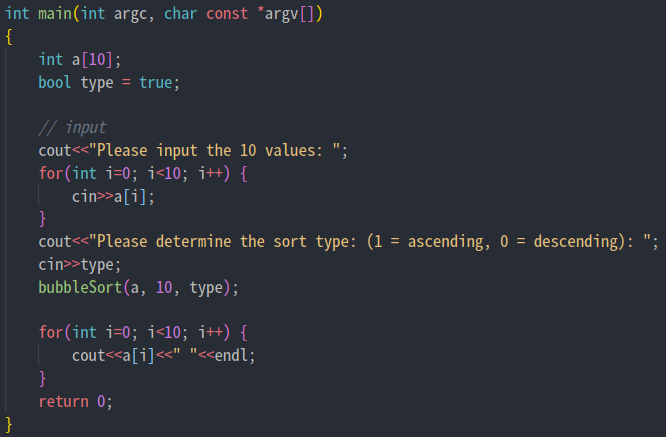 int main(int argc, char const *argv[])
{
    int a[10];
    bool type = true;

    // input
    cout<<"Please input the 10 values: ";
    for(int i=0; i<10; i++) {
        cin>>a[i];
    }
    cout<<"Please determine the sort type: (1 = ascending, 0 = descending): ";
    cin>>type;
    bubbleSort(a, 10, type);

    for(int i=0; i<10; i++) {
        cout<<a[i]<<" "<<endl;
    }
    return 0;
}